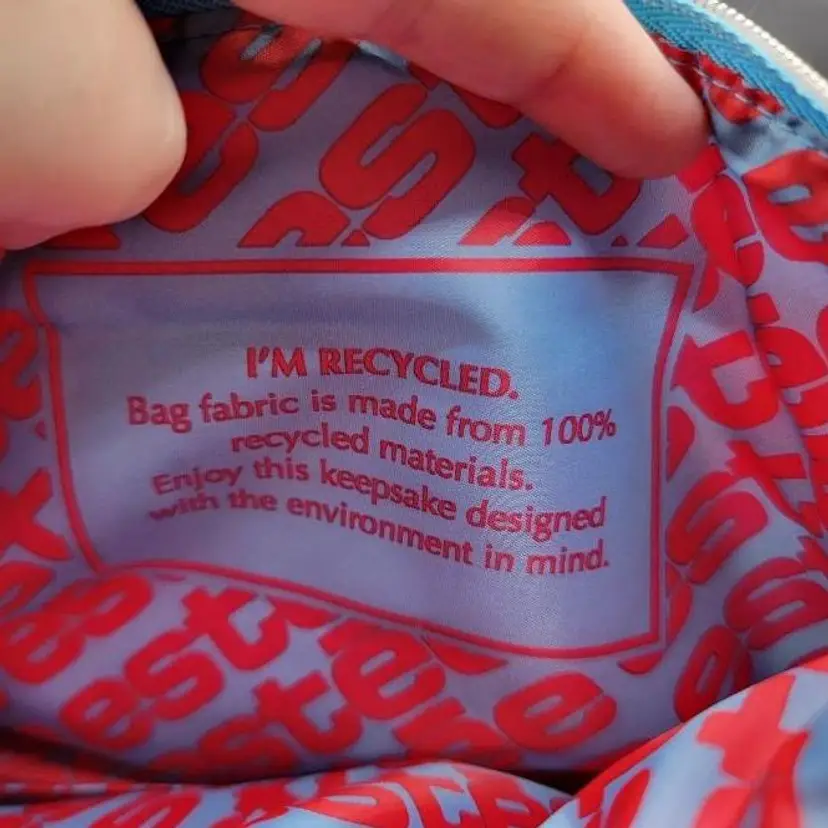 I'M RECYCLED.
Bag fabric is made from 100%
recycled materials.
Enjoy this keepsake designed
with the environment in mind.